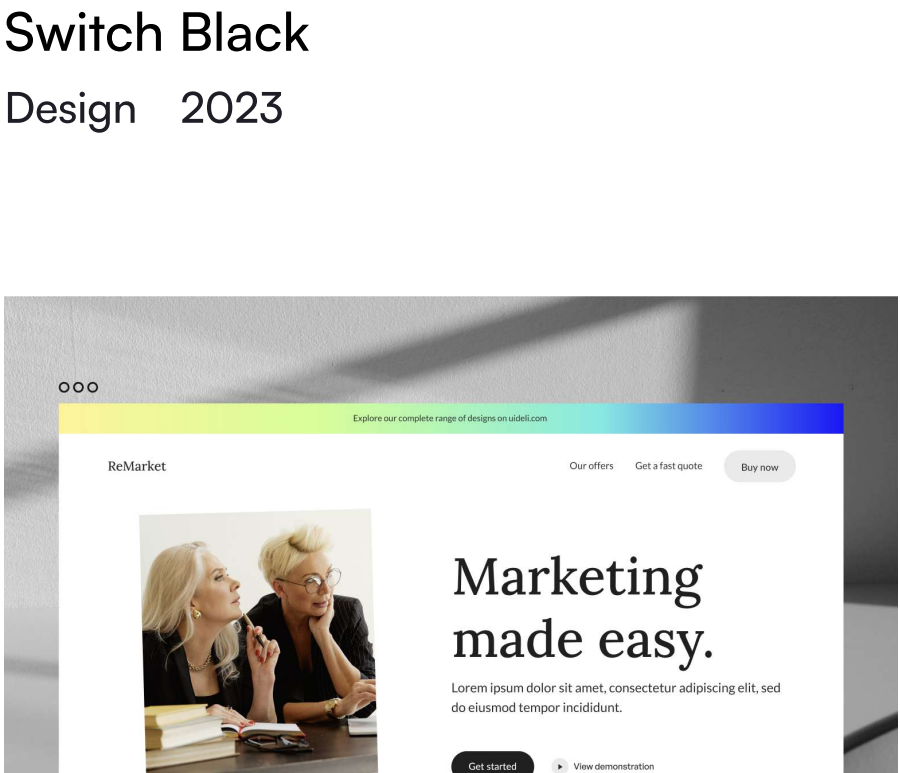 Switch Black
Design 2023
Explore our complete range of designs on uideli.com
ReMarket
Our offers Get a fast quote Buy now
Marketing
made easy.
Lorem ipsum dolor sit amet, consectetur adipiscing elit, sed
do eiusmod tempor incididunt.
Get started View demonstration